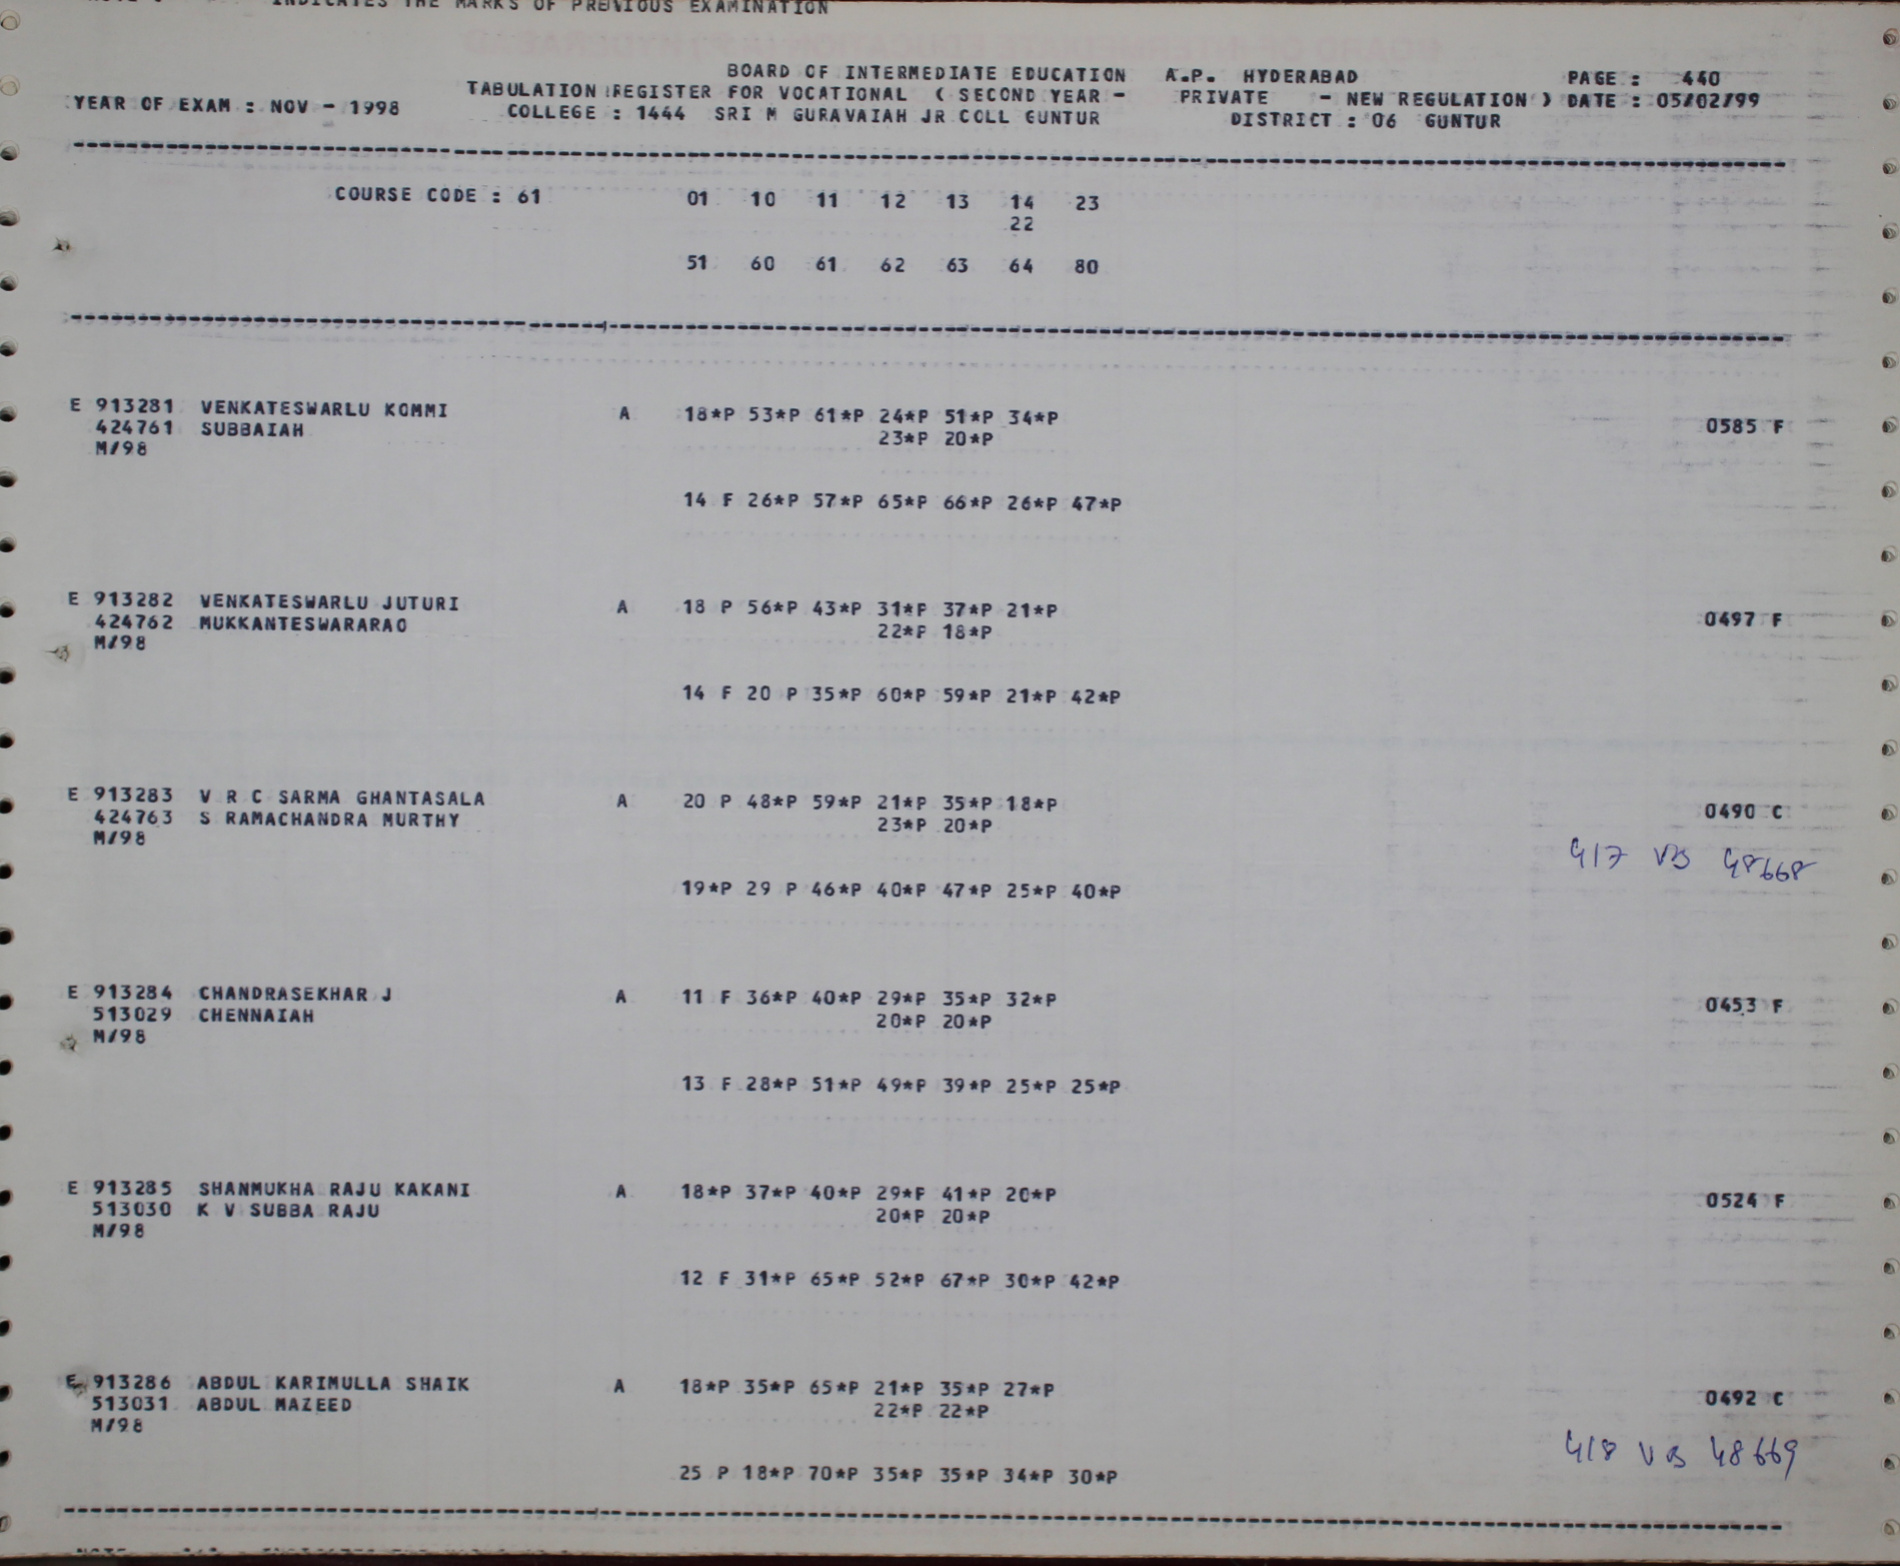 INDICATES THE MARKS OF PREVIOUS EXAMINATION
BOARD OF INTERMEDIATE EDUCATION A.P. HYDERABAD PAGE : 440
TABULATION REGISTER FOR VOCATIONAL ( SECOND YEAR - PRIVATE - NEW REGULATION ) DATE : 05/02/99
YEAR OF EXAM : NOV - 1998 COLLEGE : 1444 SRI M GURAVAIAH JR COLL GUNTUR DISTRICT : 06 GUNTUR
COURSE CODE : 61 01 10 11 12 13 14 23
22
51 60 61 62 63 64 80
E 913281 VENKATESWARLU KOMMI A 18*P 53*P 61*P 24*P 51*P 34*P
424761 SUBBAIAH 23*P 20*P 0585 F
M/98
14 F 26*P 57*P 65*P 66*P 26*P 47*P
E 913282 VENKATESWARLU JUTURI A 18 P 56*P 43*P 31*P 37*P 21*P
424762 MUKKANTESWARARAO 22*P 18*P 0497 F
M/98
14 F 20 P 35*P 60*P 59*P 21*P 42*P
E 913283 V R C SARMA GHANTASALA A 20 P 48*P 59*P 21*P 35*P 18*P
424763 S RAMACHANDRA MURTHY 23*P 20*P 0490 C
M/98
417 VB 48668
19*P 29 P 46*P 40*P 47*P 25*P 40*P
E 913284 CHANDRASEKHAR J A 11 F 36*P 40*P 29*P 35*P 32*P
513029 CHENNAIAH 20*P 20*P 0453 F
M/98
13 F 28*P 51*P 49*P 39*P 25*P 25*P
E 913285 SHANMUKHA RAJU KAKANI A 18*P 37*P 40*P 29*P 41*P 20*P
513030 K V SUBBA RAJU 20*P 20*P 0524 F
M/98
12 F 31*P 65*P 52*P 67*P 30*P 42*P
E 913286 ABDUL KARIMULLA SHAIK A 18*P 35*P 65*P 21*P 35*P 27*P
513031 ABDUL MAZEED 22*P 22*P 0492 C
M/98
418 VB 48669
25 P 18*P 70*P 35*P 35*P 34*P 30*P